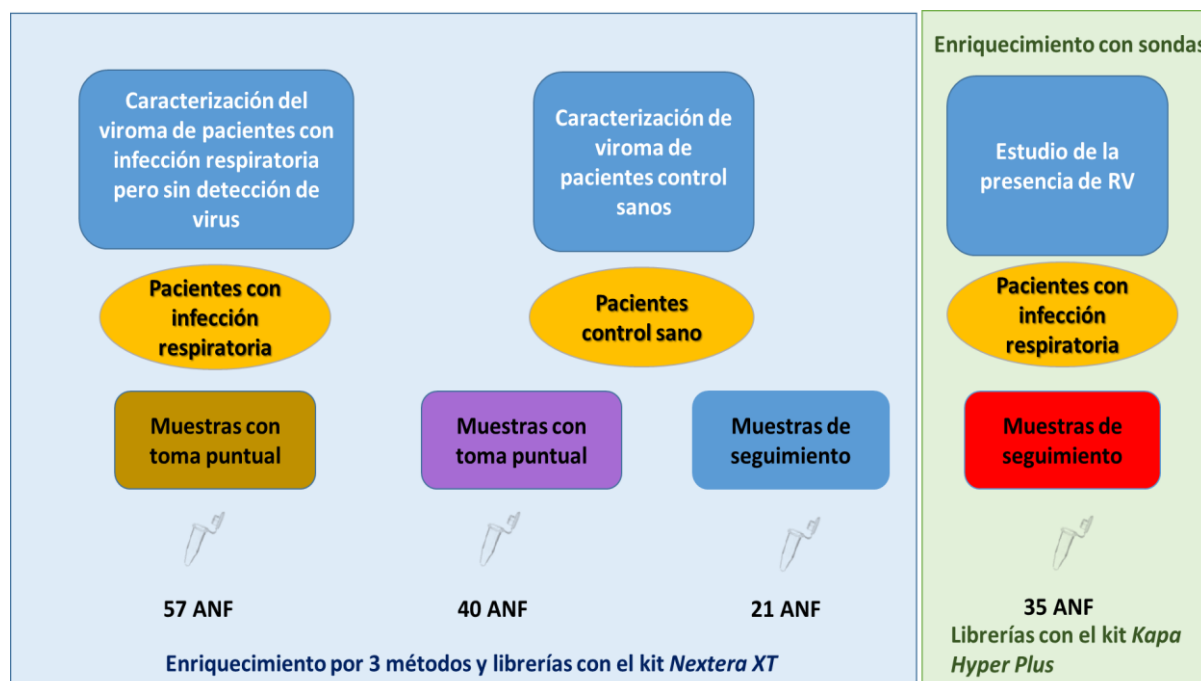 Caracterización del
viroma de pacientes con
infección respiratoria
pero sin detección de
virus
Caracterización de
viroma de
pacientes control
sanos
Pacientes con
infección
respiratoria
Pacientes
control sano
Muestras con
toma puntual
Muestras con
toma puntual
Muestras de
seguimiento
57 ANF
40 ANF
21 ANF
Enriquecimiento por 3 métodos y librerías con el kit Nextera XT
Enriquecimiento con sondas
Estudio de la
presencia de RV
Pacientes con
infección
respiratoria
Muestras de
seguimiento
35 ANF
Librerías con el kit Kapa
Hyper Plus